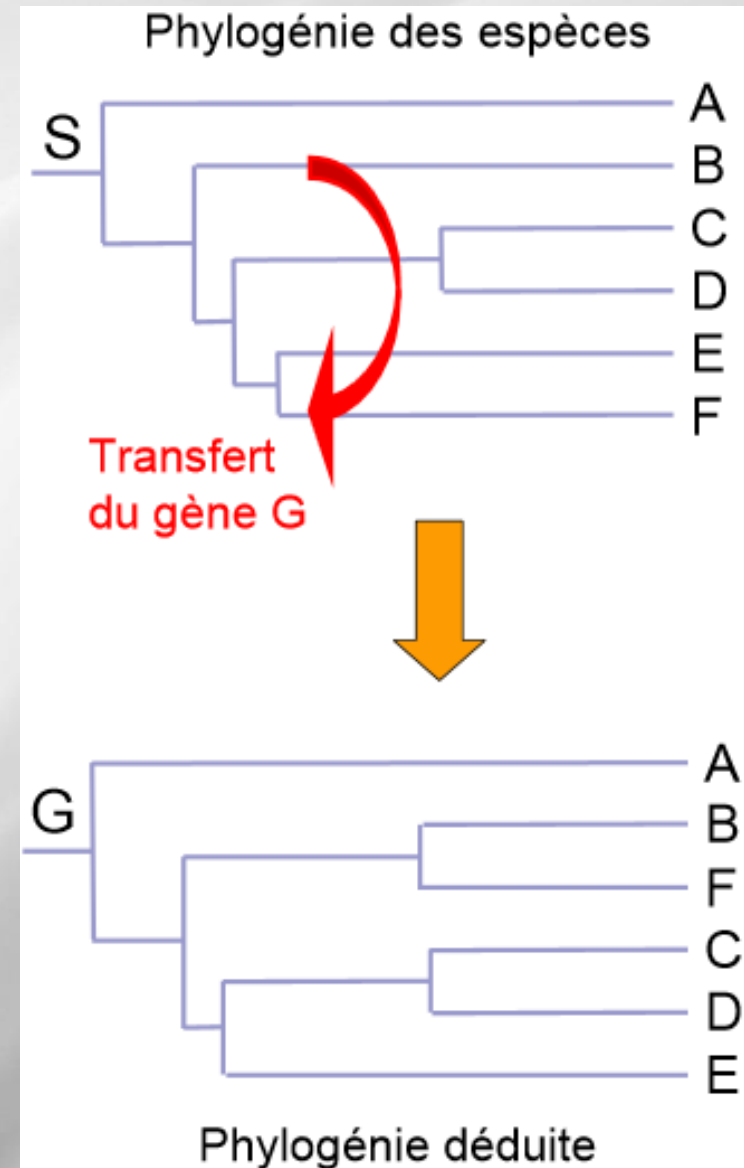 Phylogénie des espèces
S
A
B
C
D
E
F
Transfert
du gène G
G
A
B
F
C
D
E
Phylogénie déduite